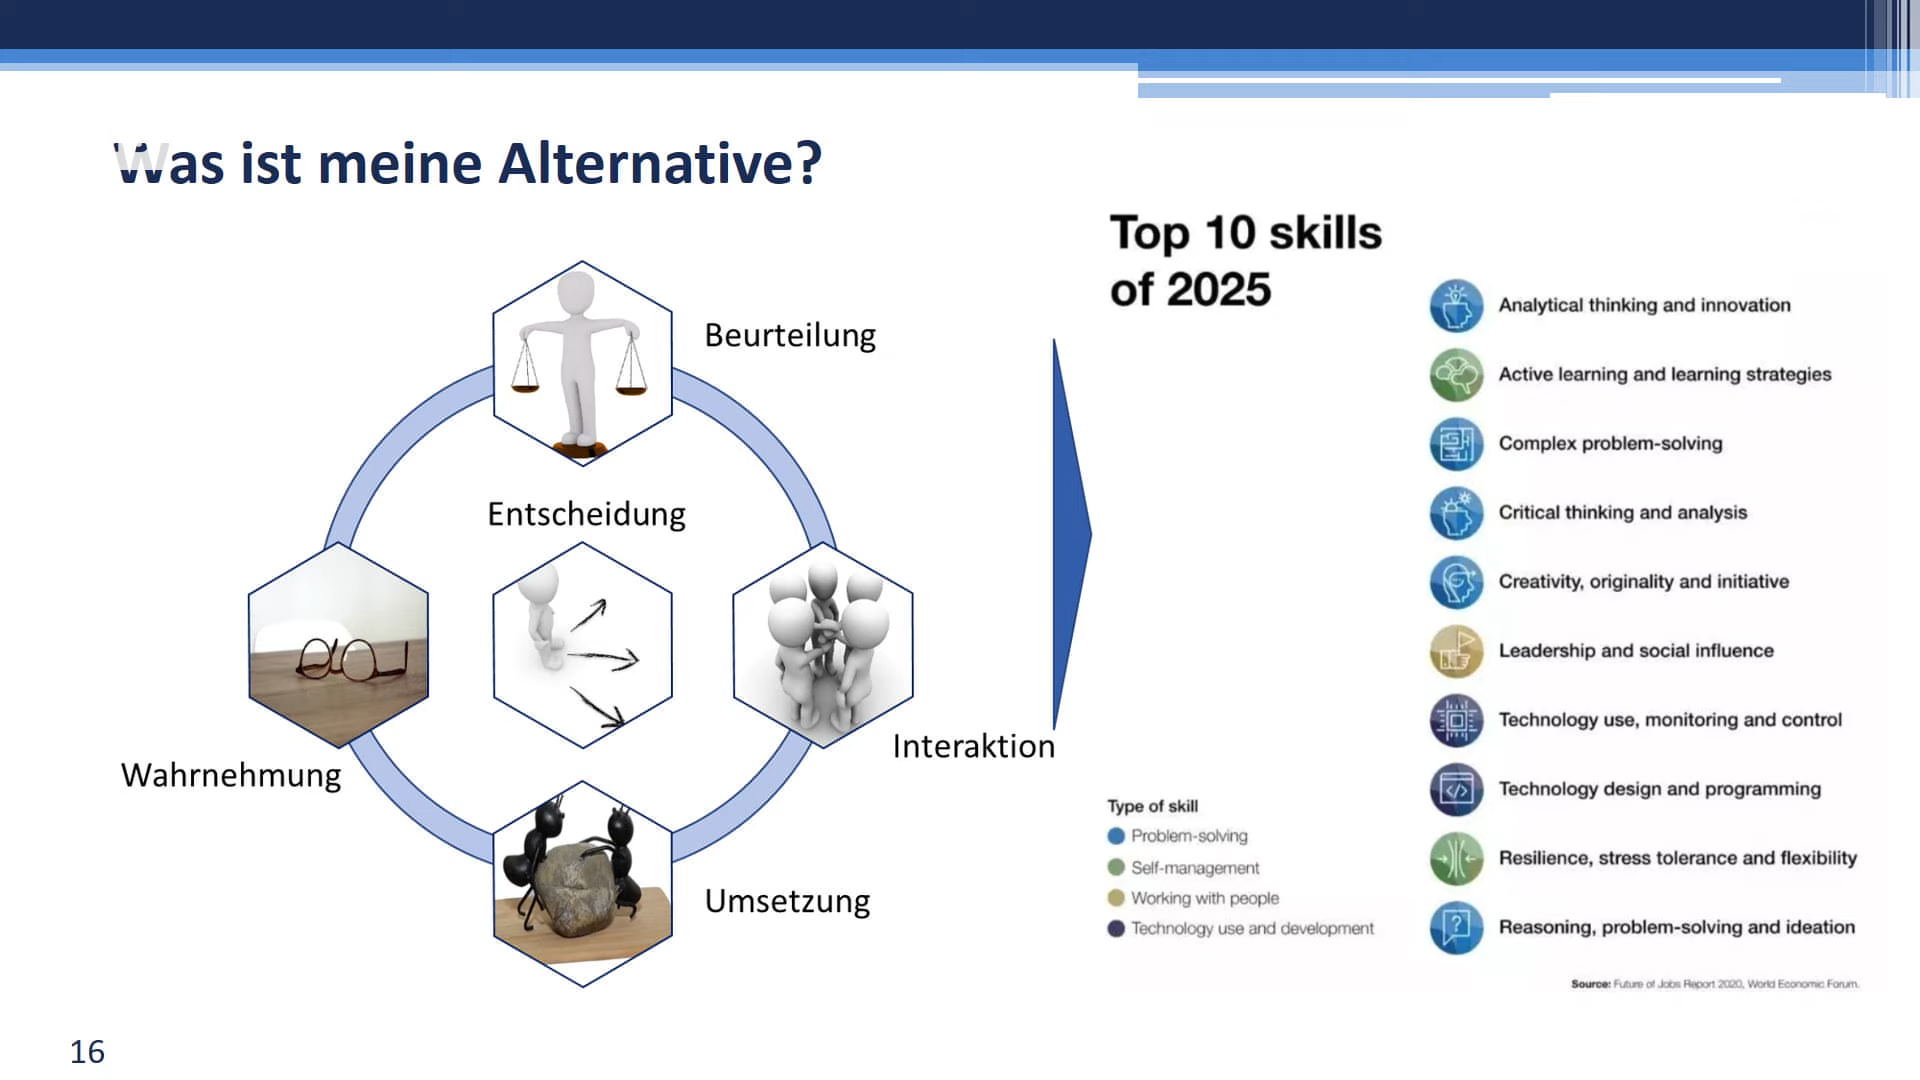 Was ist meine Alternative?
Beurteilung
Entscheidung
Wahrnehmung
Interaktion
Umsetzung
Top 10 skills
of 2025
Analytical thinking and innovation
Active learning and learning strategies
Complex problem-solving
Critical thinking and analysis
Creativity, originality and initiative
Leadership and social influence
Technology use, monitoring and control
Technology design and programming
Resilience, stress tolerance and flexibility
Reasoning, problem-solving and ideation
Type of skill
Problem-solving
Self-management
Working with people
Technology use and development
Source: Future of Jobs Report 2020, World Economic Forum.
16